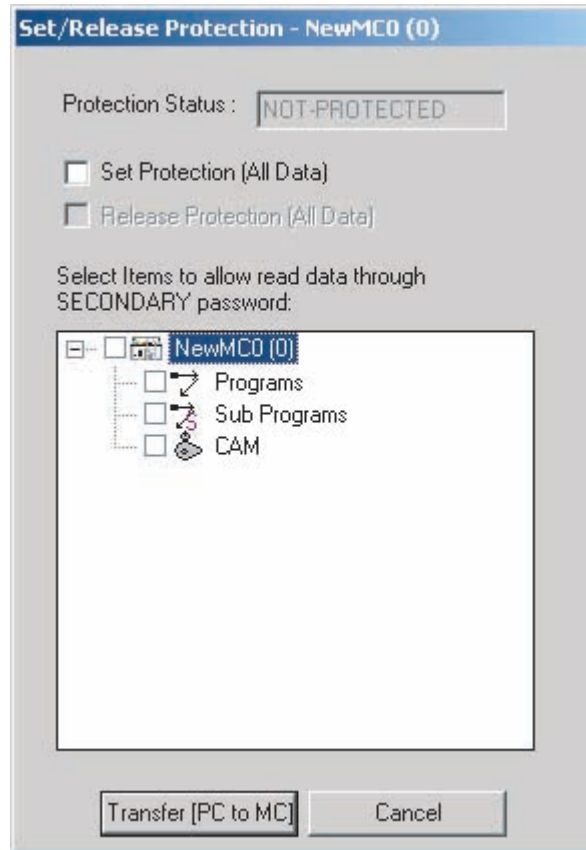 Set/Release Protection - NewMC0 (0)
Protection Status : NOT-PROTECTED
Set Protection (All Data)
Release Protection (All Data)
Select Items to allow read data through
SECONDARY password:
NewMC0 (0)
Programs
Sub Programs
CAM
Transfer [PC to MC] Cancel